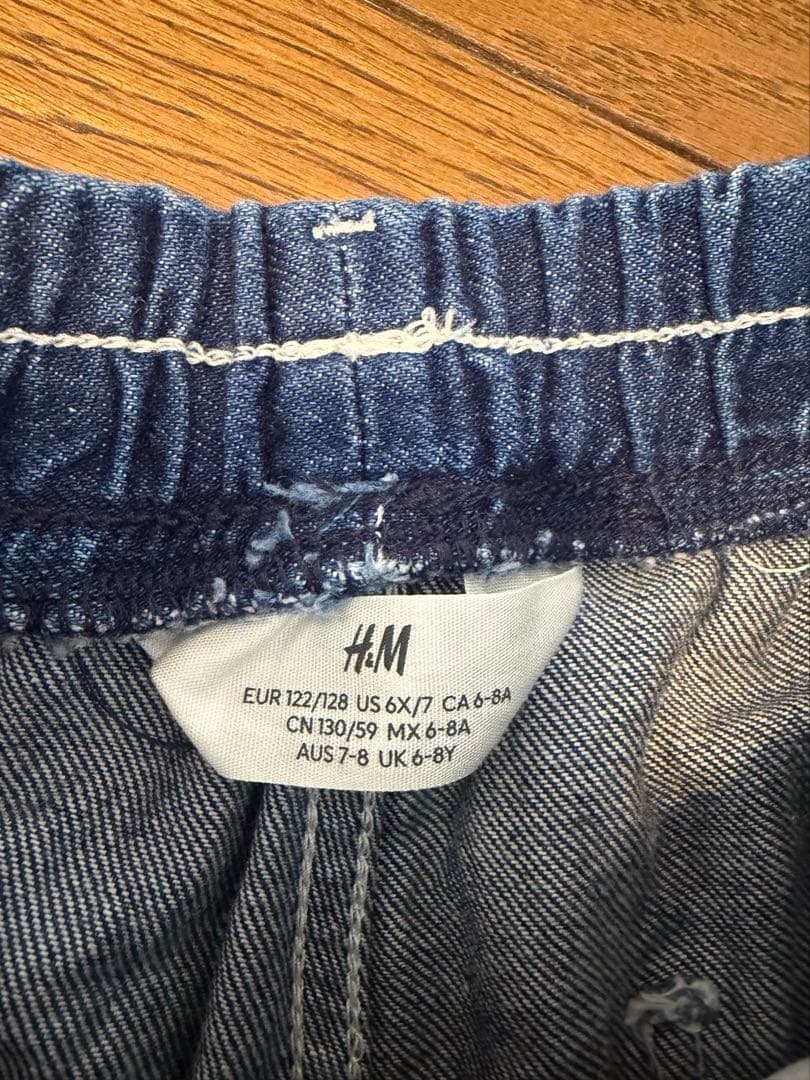 H&M
EUR 122/128 US 6X/7 CA 6-8A
CN 130/59 MX 6-8A
AUS 7-8 UK 6-8Y